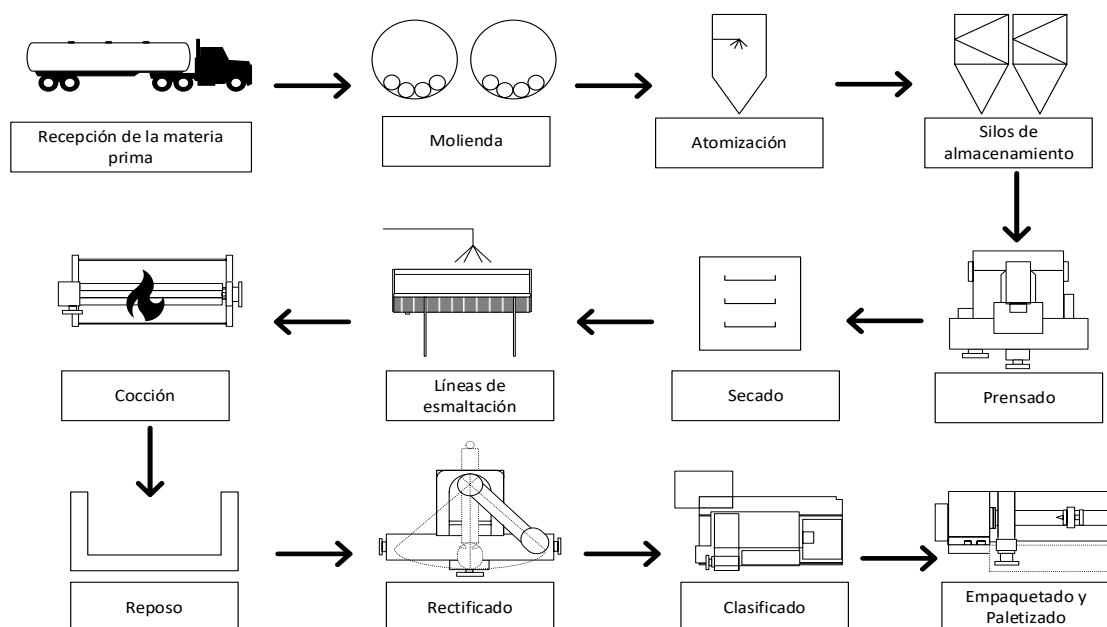 Recepción de la materia
prima
Molienda
Atomización
Silos de
almacenamiento
Cocción
Líneas de
esmaltación
Secado
Prensado
Reposo
Rectificado
Clasificado
Empaquetado y
Paletizado